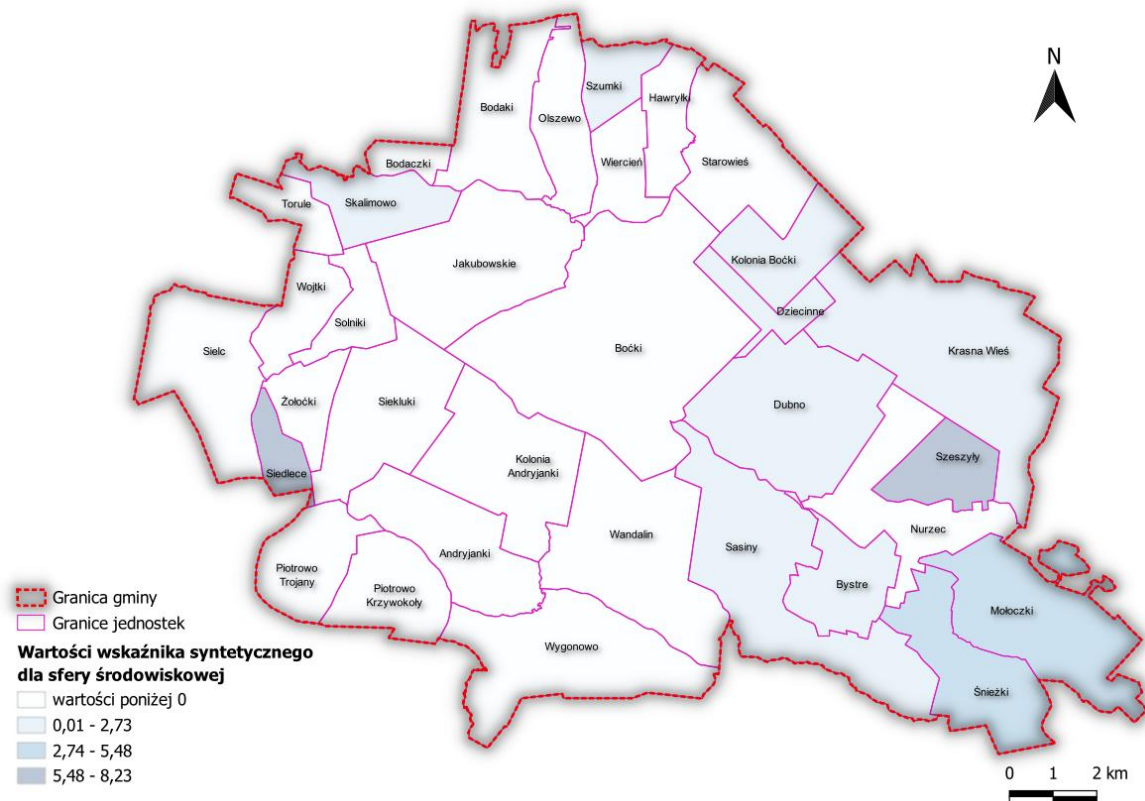 N
Szumki
Hawryłki
Bodaki
Olszewo
Bodaczki
Wiercień
Starowieś
Torule
Skalimowo
Jakubowskie
Kolonia Boćki
Wojtki
Dziecinne
Solniki
Sielc
Boćki
Krasna Wieś
Żołoćki
Siekluki
Dubno
Kolonia
Andryjanki
Szeszyły
Siedlece
Nurzec
Wandalin
Andryjanki
Sasiny
Piotrowo
Trojany
Piotrowo
Krzywokoły
Bystre
Mołoczki
Wygonowo
Śnieżki
Granica gminy
Granice jednostek
Wartości wskaźnika syntetycznego
dla sfery środowiskowej
wartości poniżej 0
0,01 - 2,73
2,74 - 5,48
5,48 - 8,23
0 1 2 km